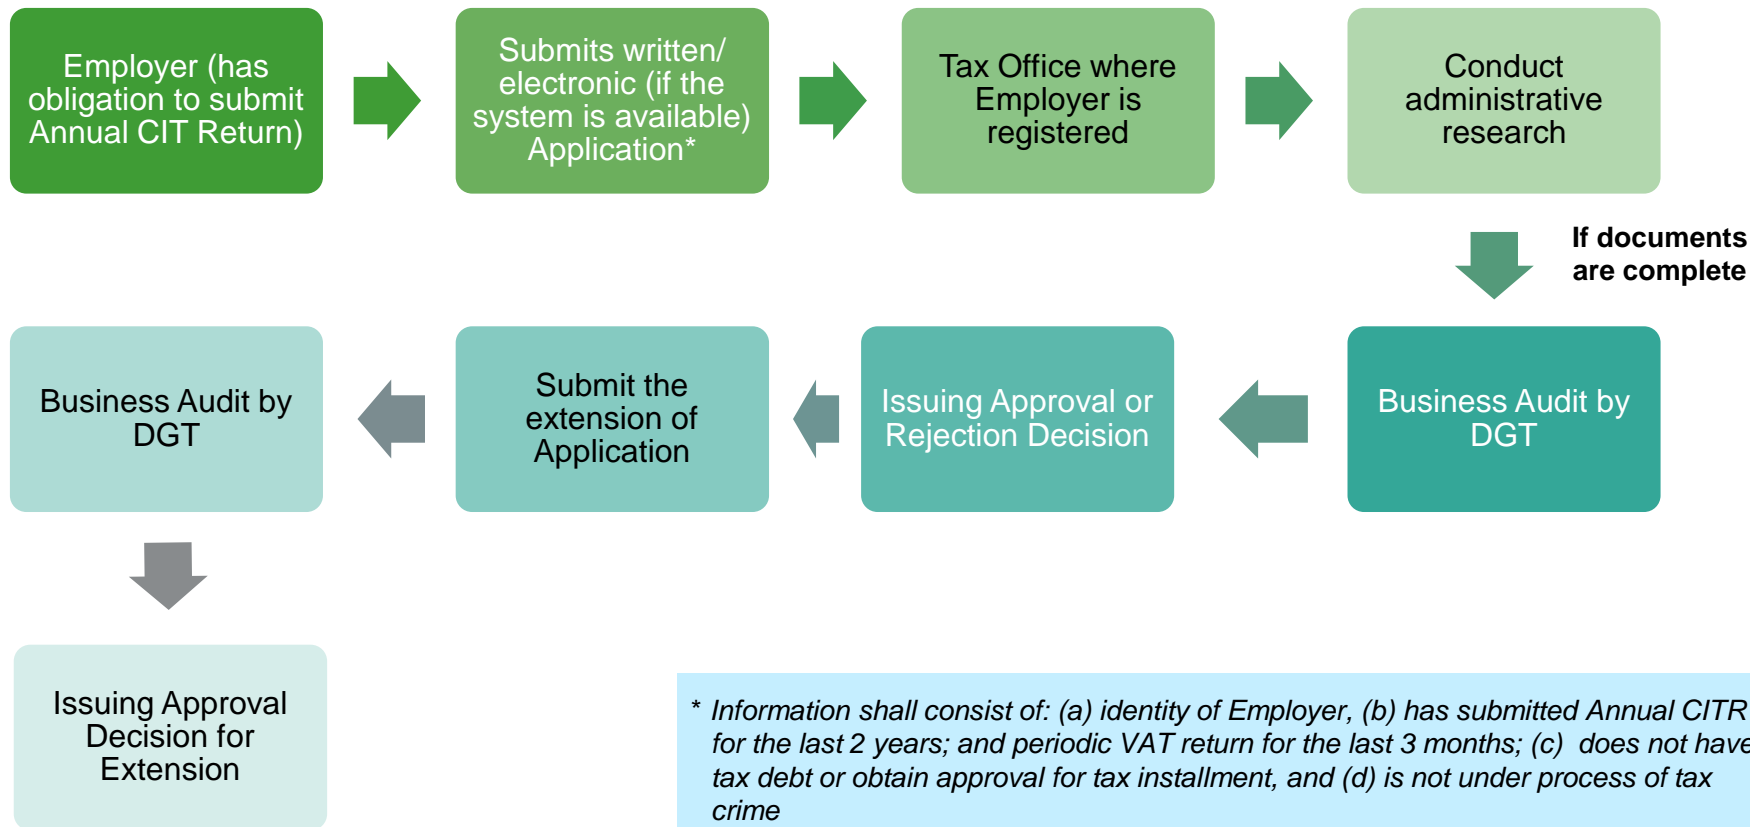 Employer (has
obligation to submit
Annual CIT Return)
Submits written/
electronic (if the
system is available)
Application*
Tax Office where
Employer is
registered
Conduct
administrative
research
If documents
are complete
Business Audit by
DGT
Submit the
extension of
Application
Issuing Approval or
Rejection Decision
Business Audit by
DGT
Issuing Approval
Decision for
Extension
* Information shall consist of: (a) identity of Employer, (b) has submitted Annual CITR
for the last 2 years; and periodic VAT return for the last 3 months; (c) does not have
tax debt or obtain approval for tax installment, and (d) is not under process of tax
crime